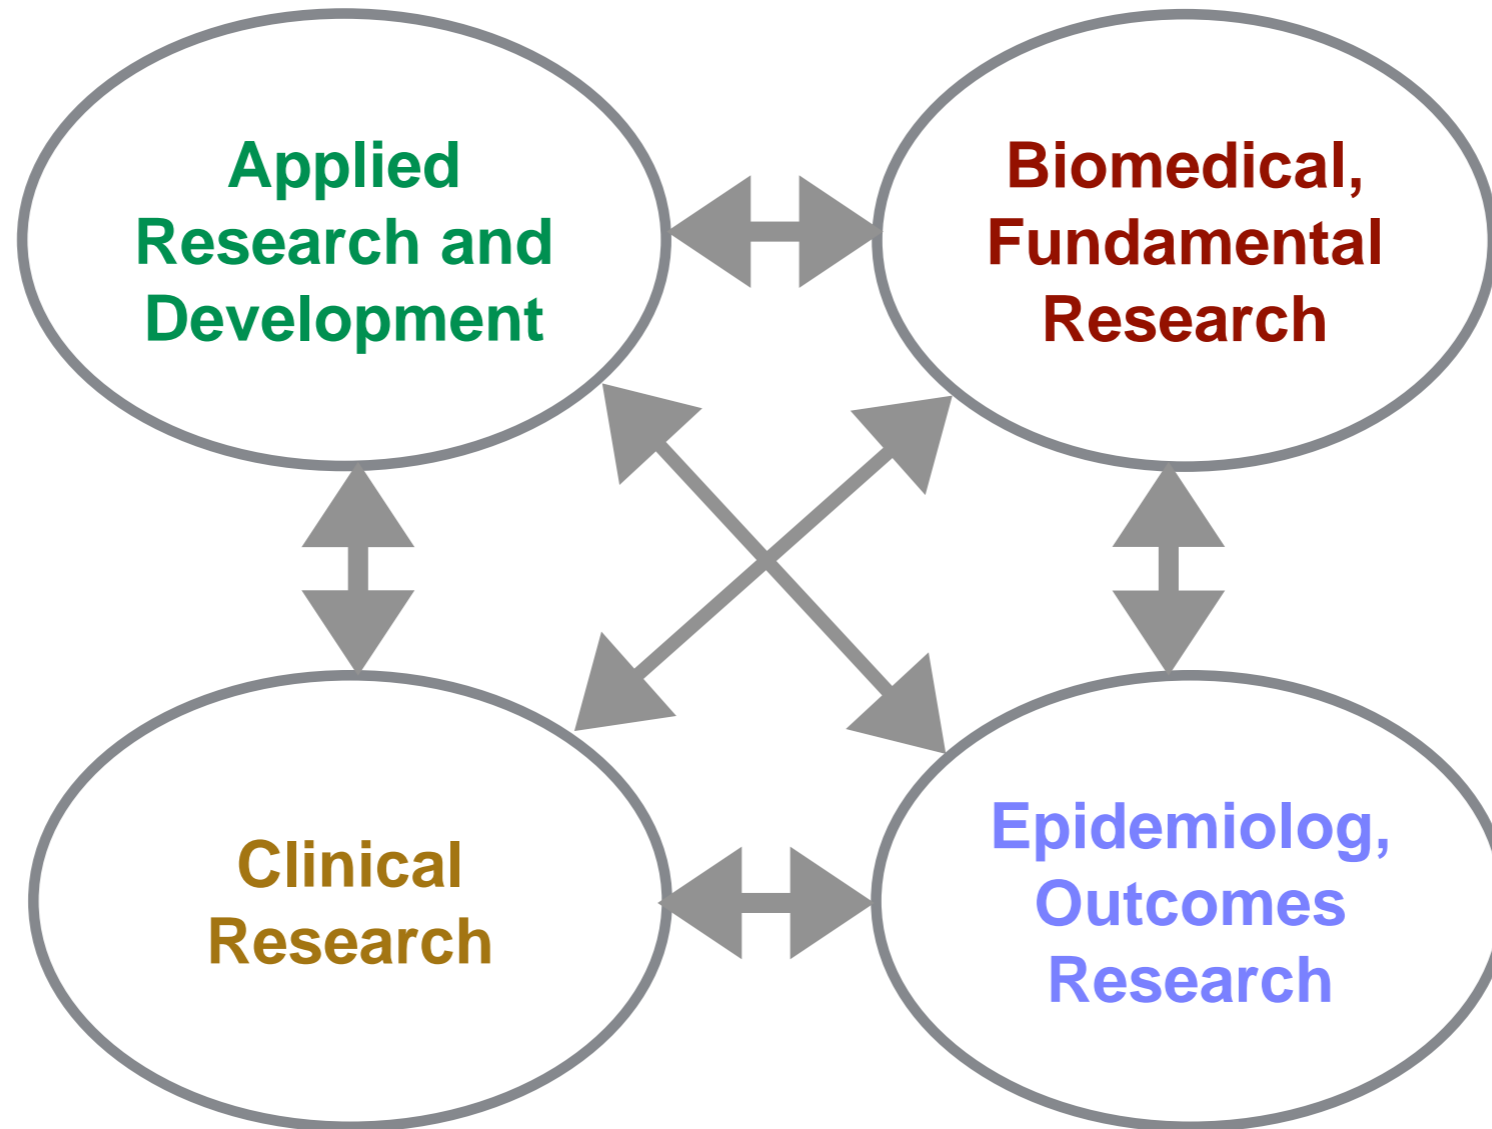 Applied
Research and
Development
Biomedical,
Fundamental
Research
Clinical
Research
Epidemiolog,
Outcomes
Research